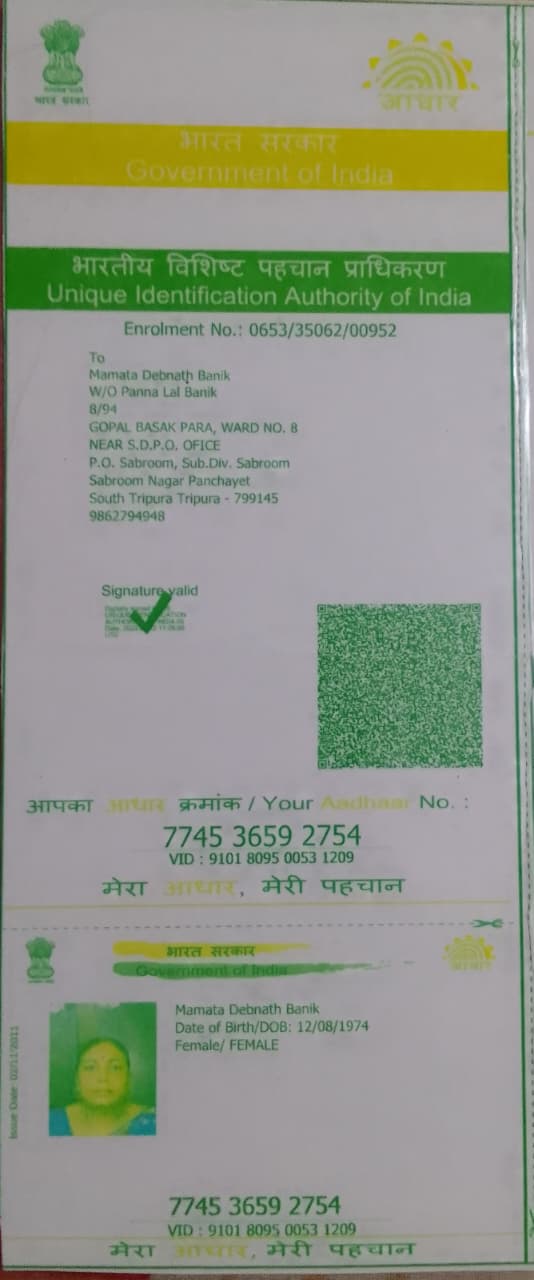 भारत सरकार
आधार
भारत सरकार
Government of India
भारतीय विशिष्ट पहचान प्राधिकरण
Unique Identification Authority of India
Enrolment No.: 0653/35062/00952
To
Mamata Debnath Banik
W/O Panna Lal Banik
8/94
GOPAL BASAK PARA, WARD NO. 8
NEAR S.D.P.O. OFICE
P.O. Sabroom, Sub.Div. Sabroom
Sabroom Nagar Panchayet
South Tripura Tripura - 799145
9862794948
Signature valid
आपका आधार क्रमांक / Your Aadhaar No. :
7745 3659 2754
VID : 9101 8095 0053 1209
मेरा आधार, मेरी पहचान
भारत सरकार
Government of India
आधार
Issue Date: 02/11/2011
Mamata Debnath Banik
Date of Birth/DOB: 12/08/1974
Female/ FEMALE
7745 3659 2754
VID : 9101 8095 0053 1209
मेरा आधार, मेरी पहचान